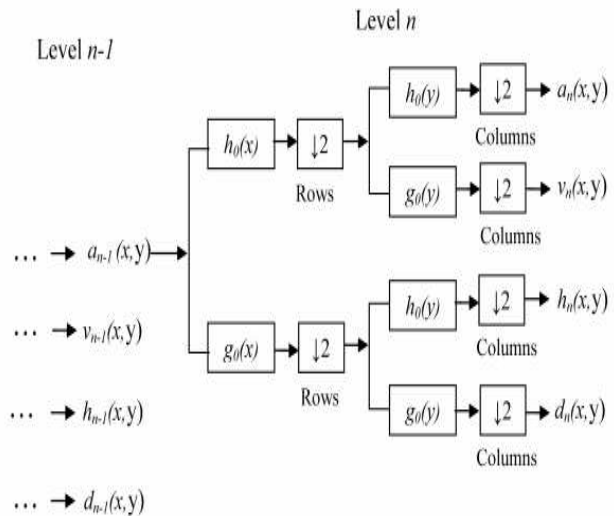 Level n
Level n-1
h₀(y) ↓2 aₙ(x,y)
Columns
h₀(x) ↓2
Rows
g₀(y) ↓2 vₙ(x,y)
Columns
... aₙ₋₁(x,y)
h₀(y) ↓2 hₙ(x,y)
Columns
... vₙ₋₁(x,y)
g₀(x) ↓2
Rows
... hₙ₋₁(x,y)
g₀(y) ↓2 dₙ(x,y)
Columns
... dₙ₋₁(x,y)